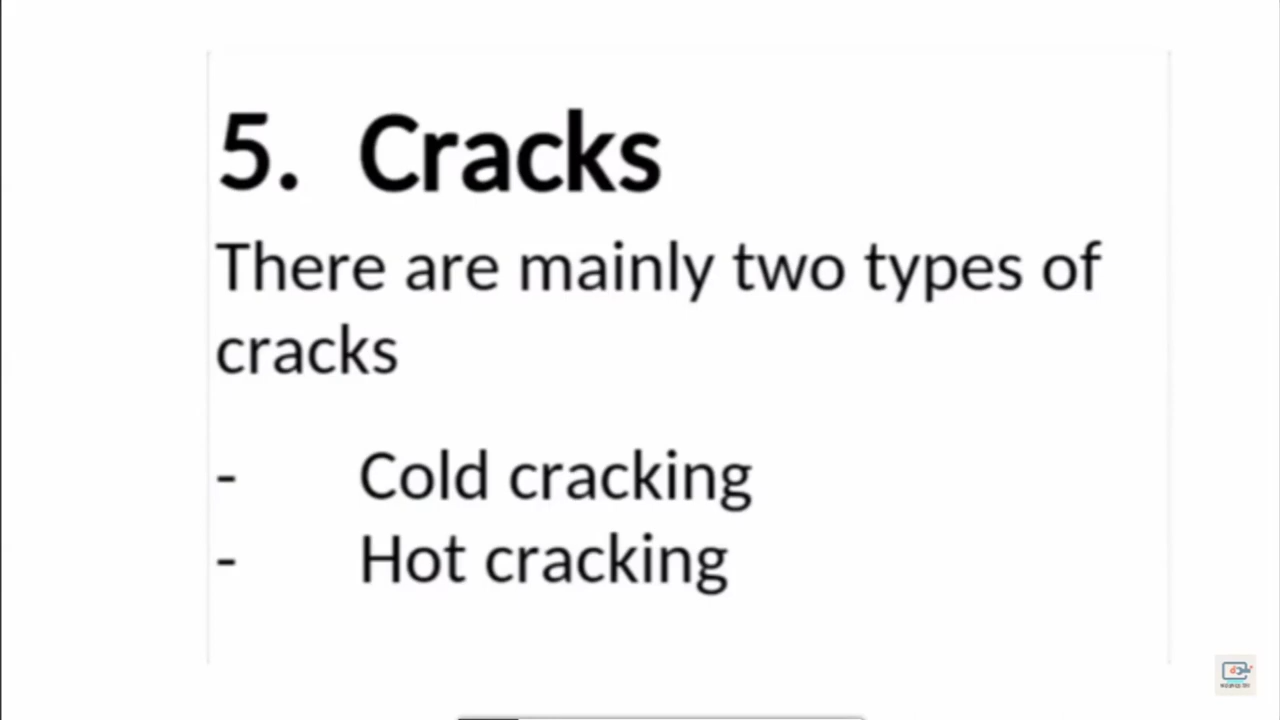 5. Cracks
There are mainly two types of
cracks
- Cold cracking
- Hot cracking